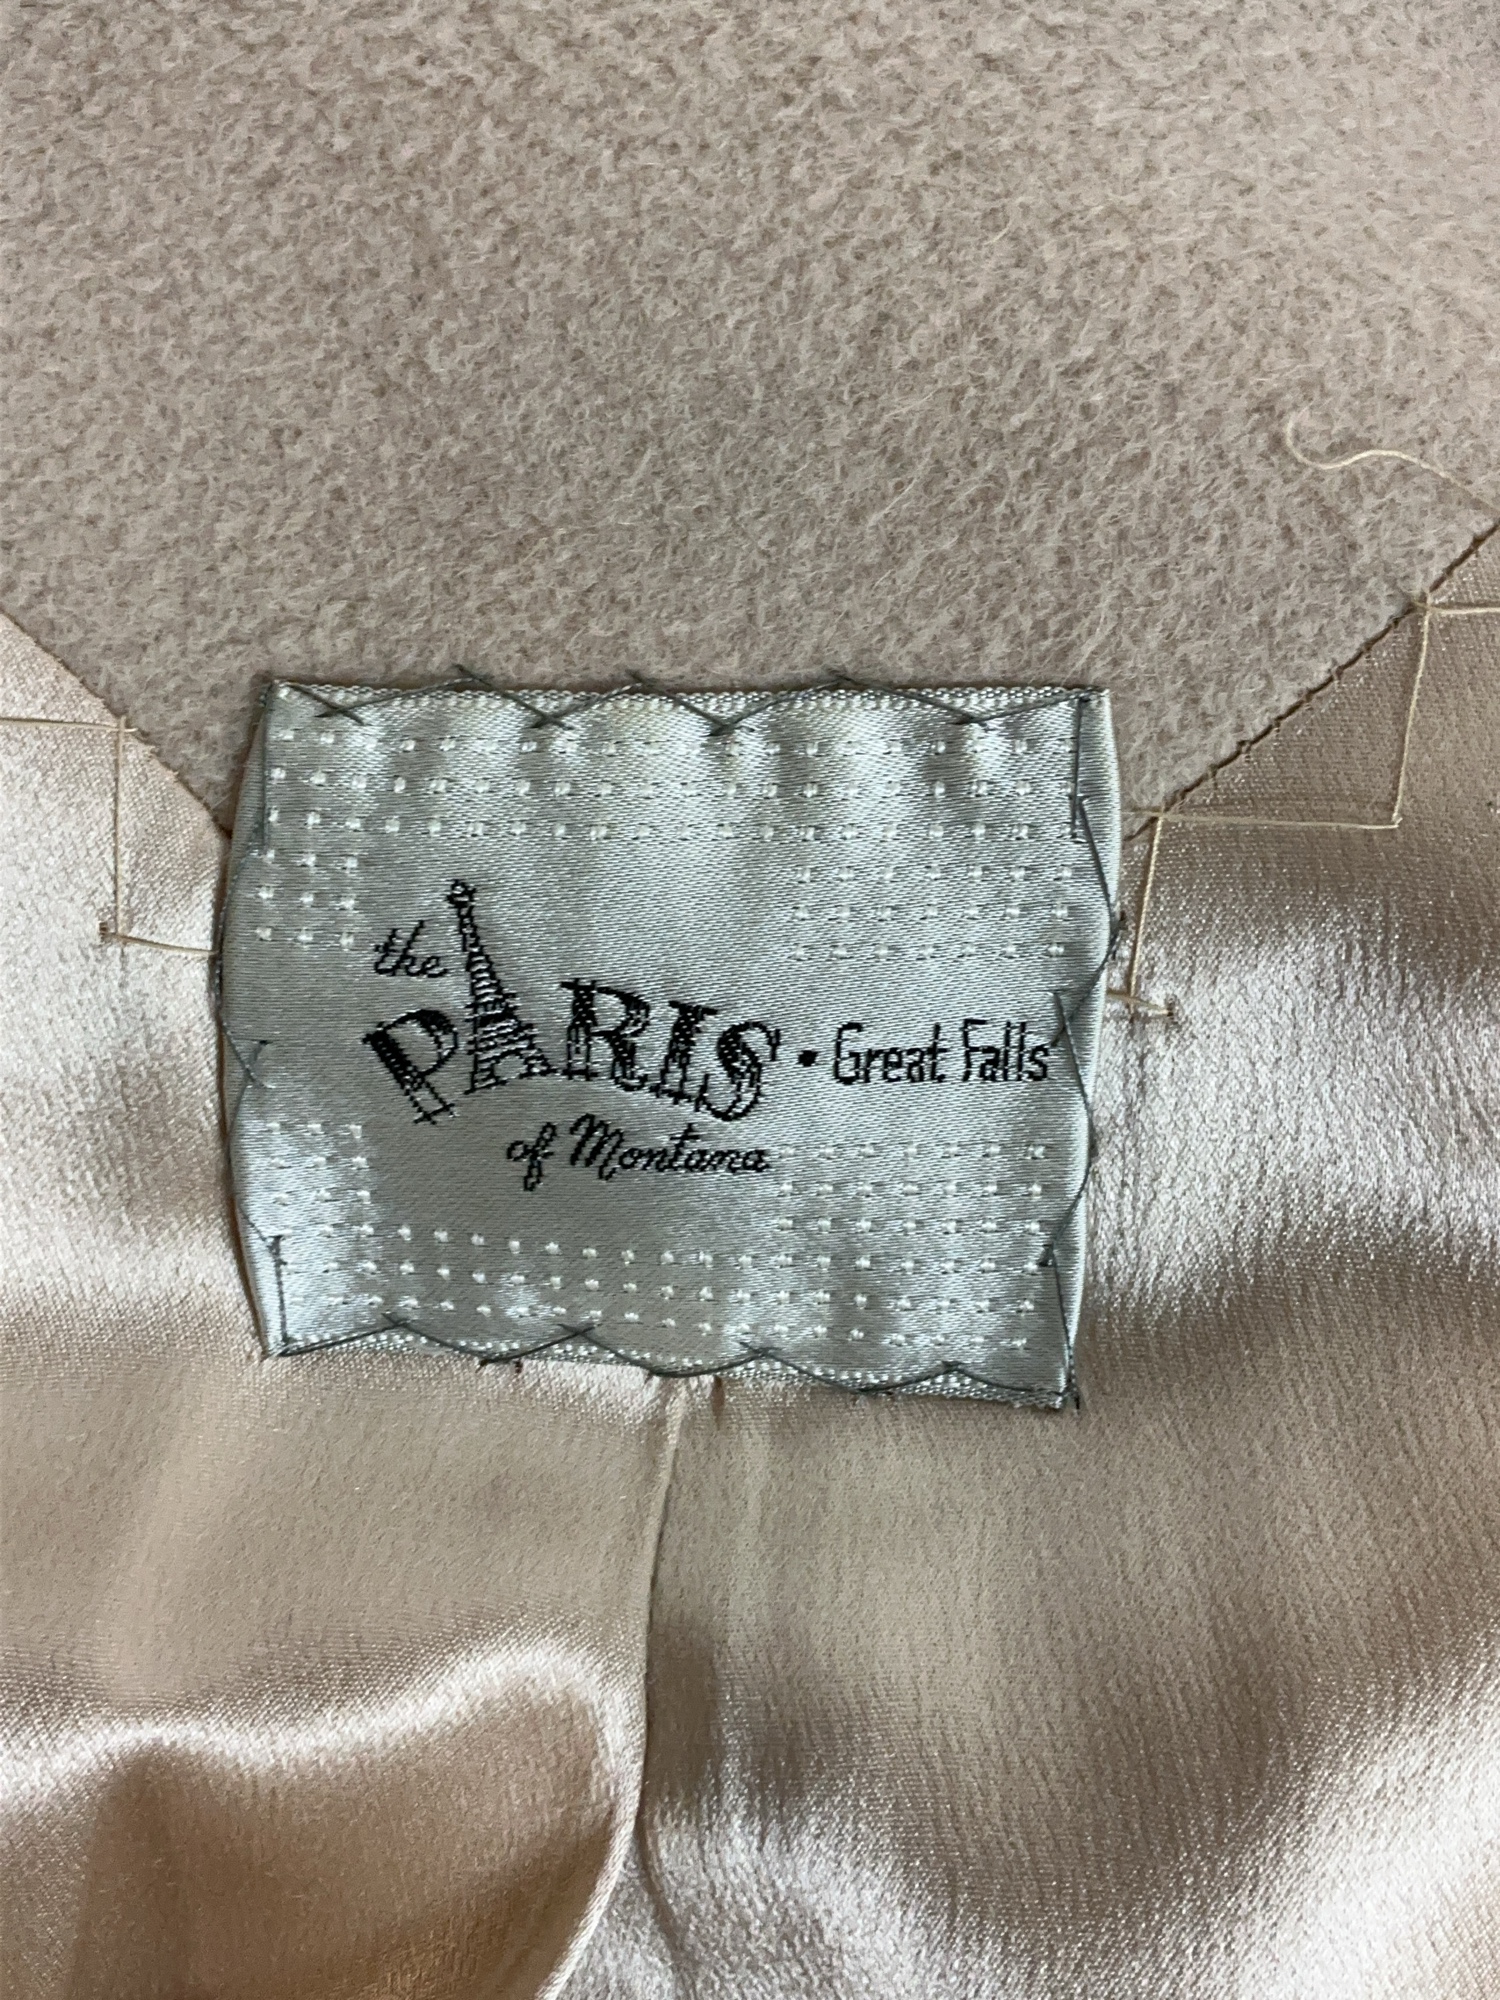 the
PARIS • Great Falls
of Montana